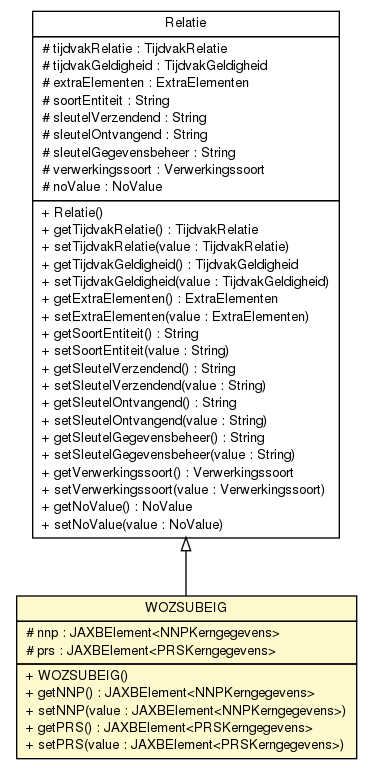 Relatie
# tijdvakRelatie : TijdvakRelatie
# tijdvakGeldigheid : TijdvakGeldigheid
# extraElementen : ExtraElementen
# soortEntiteit : String
# sleutelVerzendend : String
# sleutelOntvangend : String
# sleutelGegevensbeheer : String
# verwerkingssoort : Verwerkingssoort
# noValue : NoValue
+ Relatie()
+ getTijdvakRelatie() : TijdvakRelatie
+ setTijdvakRelatie(value : TijdvakRelatie)
+ getTijdvakGeldigheid() : TijdvakGeldigheid
+ setTijdvakGeldigheid(value : TijdvakGeldigheid)
+ getExtraElementen() : ExtraElementen
+ setExtraElementen(value : ExtraElementen)
+ getSoortEntiteit() : String
+ setSoortEntiteit(value : String)
+ getSleutelVerzendend() : String
+ setSleutelVerzendend(value : String)
+ getSleutelOntvangend() : String
+ setSleutelOntvangend(value : String)
+ getSleutelGegevensbeheer() : String
+ setSleutelGegevensbeheer(value : String)
+ getVerwerkingssoort() : Verwerkingssoort
+ setVerwerkingssoort(value : Verwerkingssoort)
+ getNoValue() : NoValue
+ setNoValue(value : NoValue)
WOZSUBEIG
# nnp : JAXBElement<NNPKerngegevens>
# prs : JAXBElement<PRSKerngegevens>
+ WOZSUBEIG()
+ getNNP() : JAXBElement<NNPKerngegevens>
+ setNNP(value : JAXBElement<NNPKerngegevens>)
+ getPRS() : JAXBElement<PRSKerngegevens>
+ setPRS(value : JAXBElement<PRSKerngegevens>)